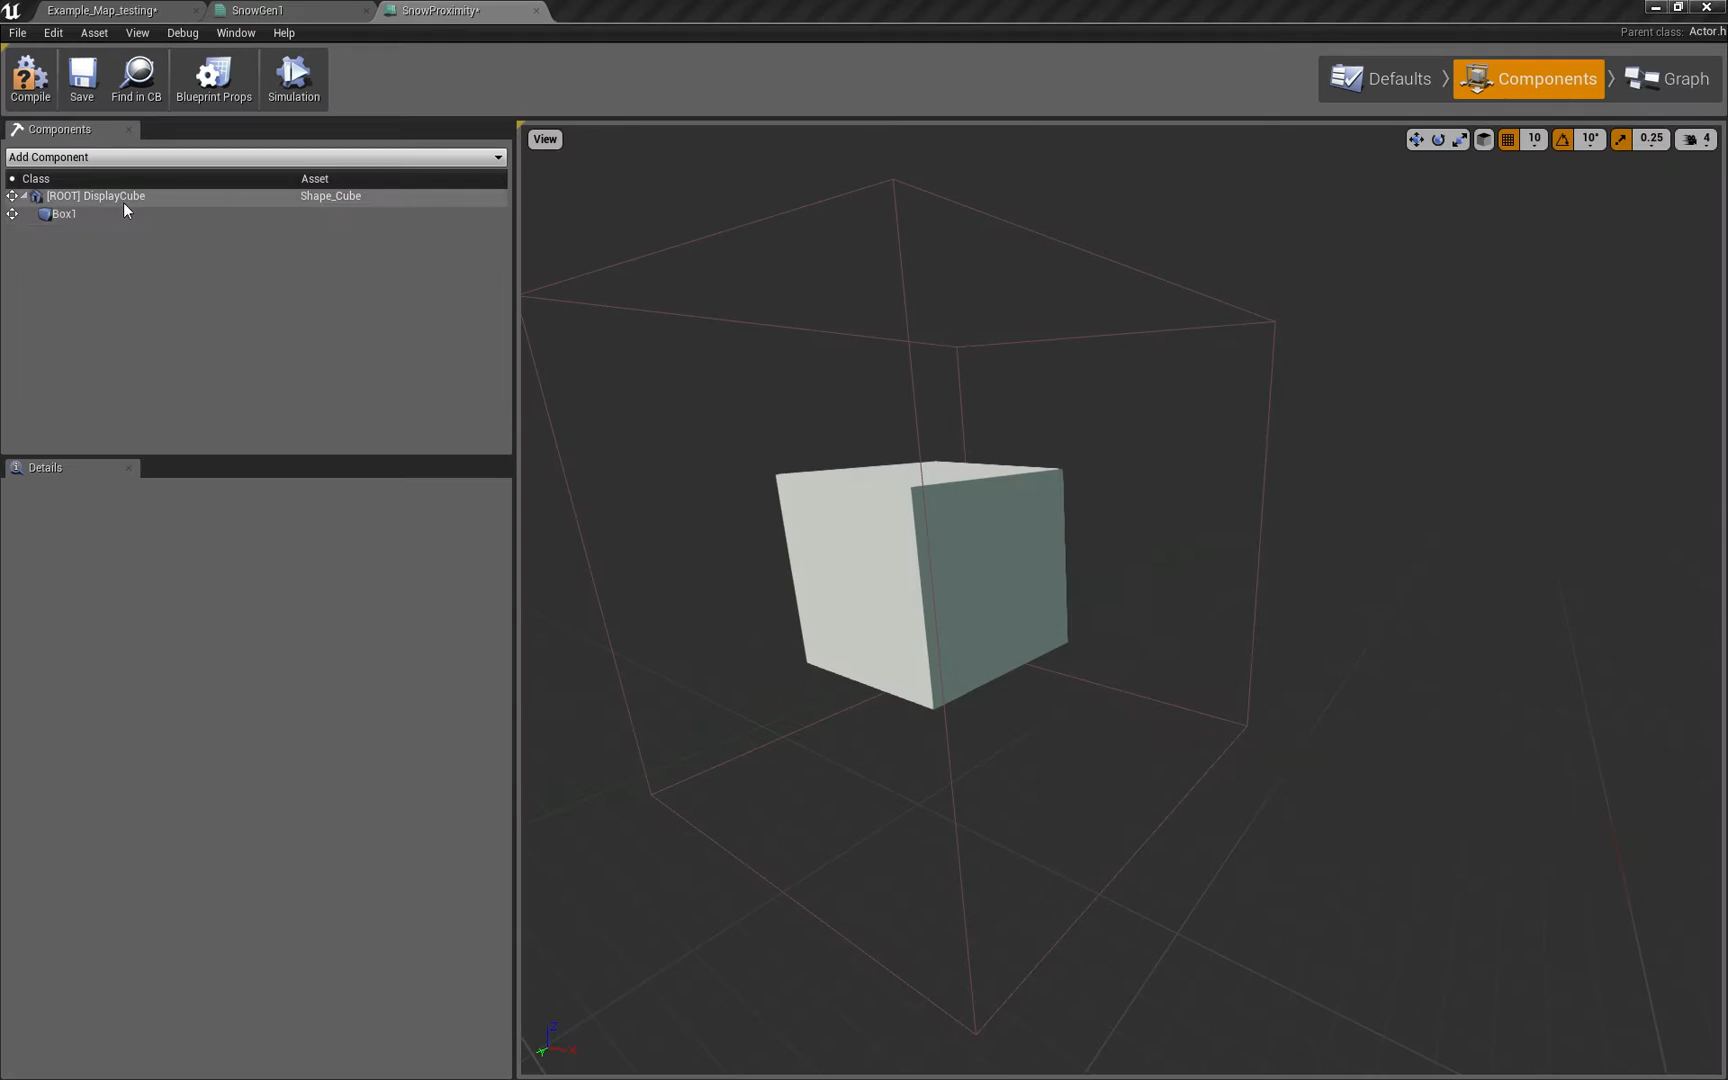 Example_Map_testing*
SnowGen1
SnowProximity*
File Edit Asset View Debug Window Help
Parent class: Actor.h
Compile Save Find in CB Blueprint Props Simulation
Defaults Components Graph
Components
Add Component
Class Asset
[ROOT] DisplayCube Shape_Cube
Box1
Details
View
10 10° 0.25 4
Z
X
Y